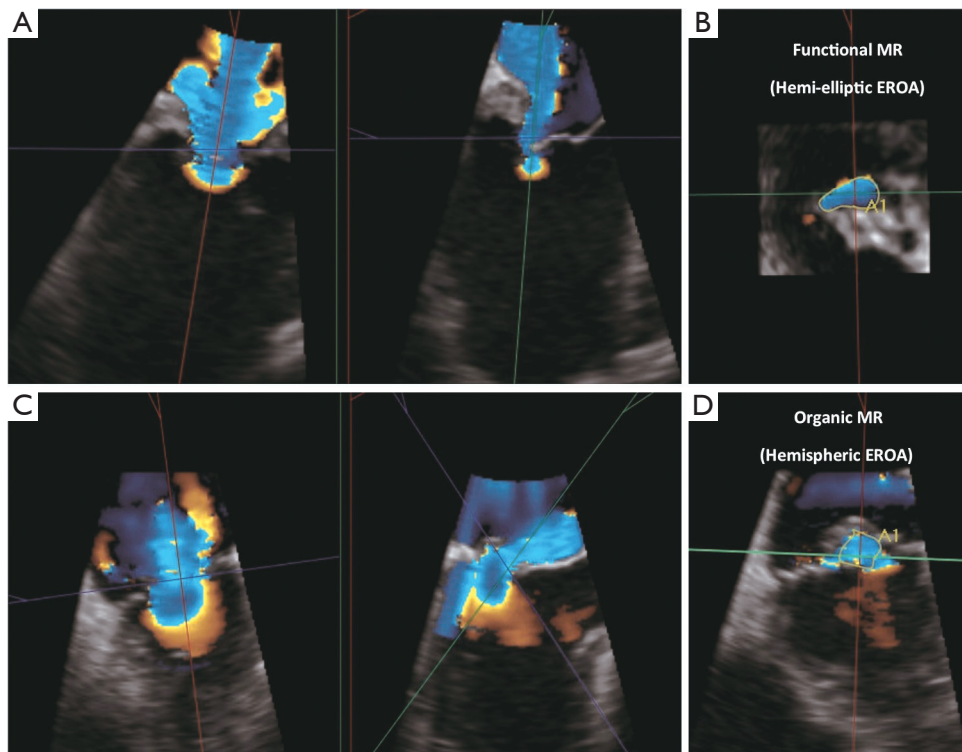 A
B
Functional MR
(Hemi-elliptic EROA)
A1
C
D
Organic MR
(Hemispheric EROA)
A1